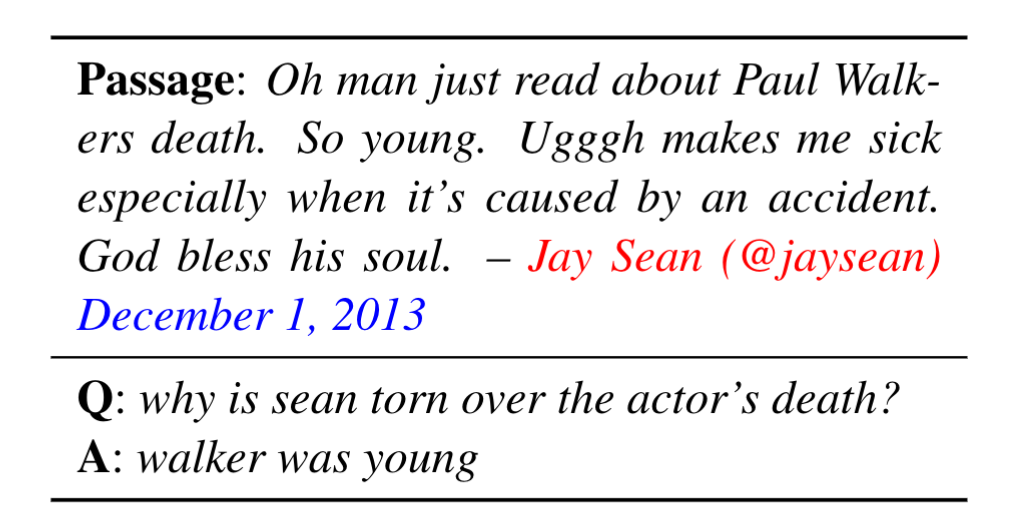 Passage: Oh man just read about Paul Walk-
ers death. So young. Ugggh makes me sick
especially when it's caused by an accident.
God bless his soul. – Jay Sean (@jaysean)
December 1, 2013
Q: why is sean torn over the actor's death?
A: walker was young